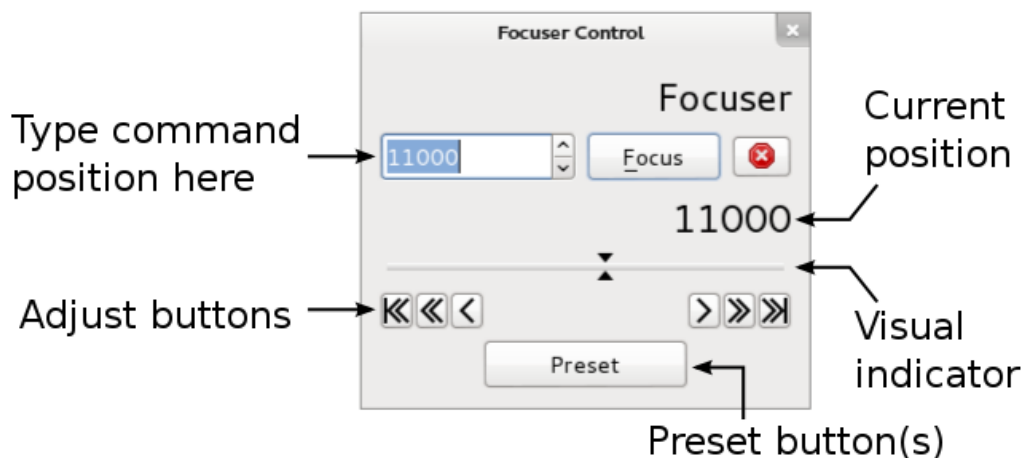 Focuser Control
Focuser
Type command
position here
11000
Focus
Current
position
11000
Adjust buttons
Visual
indicator
Preset
Preset button(s)